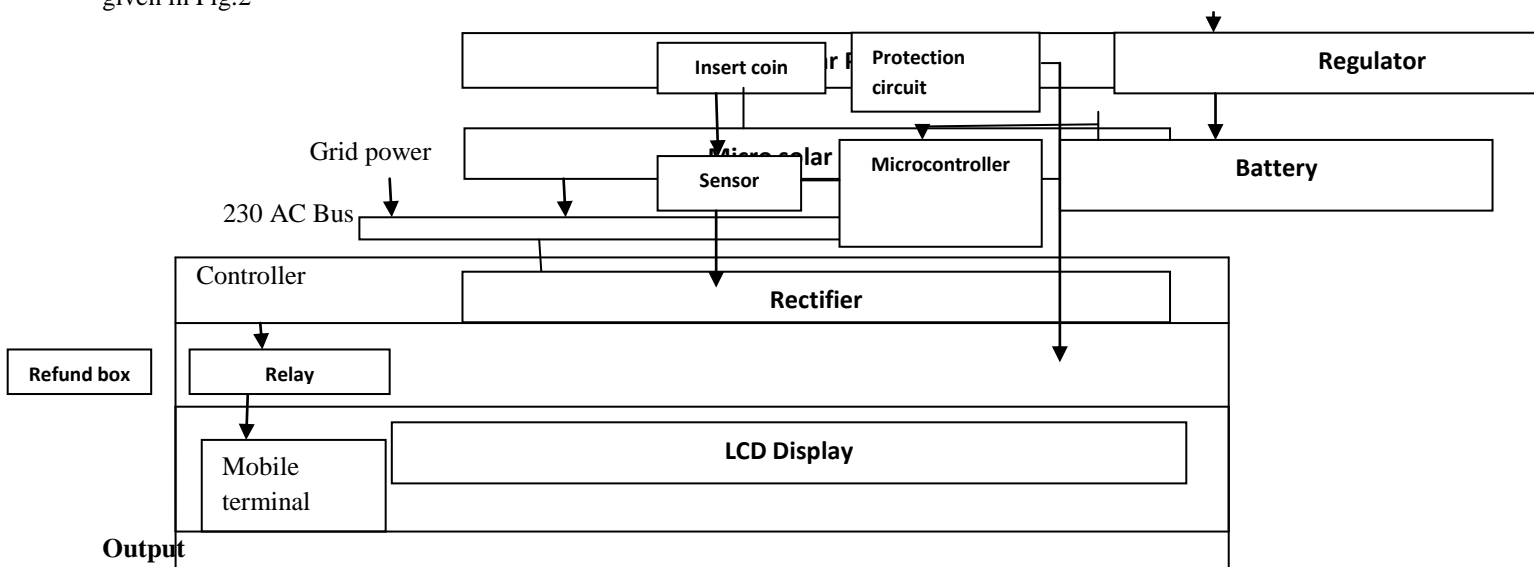 given in Fig.2
Insert coin
Protection
circuit
Regulator
Grid power
solar
Sensor
Microcontroller
Battery
230 AC Bus
Controller
Rectifier
Refund box
Relay
LCD Display
Mobile
terminal
Output